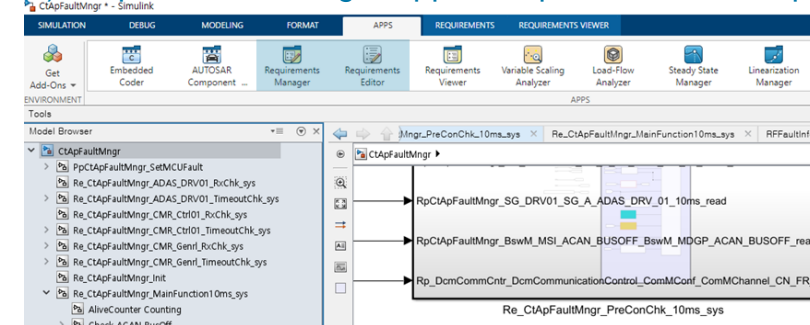 CtApFaultMngr * - Simulink
SIMULATION DEBUG MODELING FORMAT APPS REQUIREMENTS REQUIREMENTS VIEWER
Get Add-Ons
Embedded Coder
AUTOSAR Component ...
Requirements Manager
Requirements Editor
Requirements Viewer
Variable Scaling Analyzer
Load-Flow Analyzer
Steady State Manager
Linearization Manager
ENVIRONMENT APPS
Tools
Model Browser
Mngr_PreConChk_10ms_sys Re_CtApFaultMngr_MainFunction10ms_sys RFFaultInf
CtApFaultMngr
CtApFaultMngr
PpCtApFaultMngr_SetMCUFault
Re_CtApFaultMngr_ADAS_DRV01_RxChk_sys
Re_CtApFaultMngr_ADAS_DRV01_TimeoutChk_sys
Re_CtApFaultMngr_CMR_Ctrl01_RxChk_sys
Re_CtApFaultMngr_CMR_Ctrl01_TimeoutChk_sys
Re_CtApFaultMngr_CMR_Genrl_RxChk_sys
Re_CtApFaultMngr_CMR_Genrl_TimeoutChk_sys
Re_CtApFaultMngr_Init
Re_CtApFaultMngr_MainFunction10ms_sys
AliveCounter Counting
Check ACAN BusOff
RpCtApFaultMngr_SG_DRV01_SG_A_ADAS_DRV_01_10ms_read
RpCtApFaultMngr_BswM_MSI_ACAN_BUSOFF_BswM_MDGP_ACAN_BUSOFF_rea
Rp_DcmCommCntr_DcmCommunicationControl_ComMConf_ComMChannel_CN_FR
Re_CtApFaultMngr_PreConChk_10ms_sys